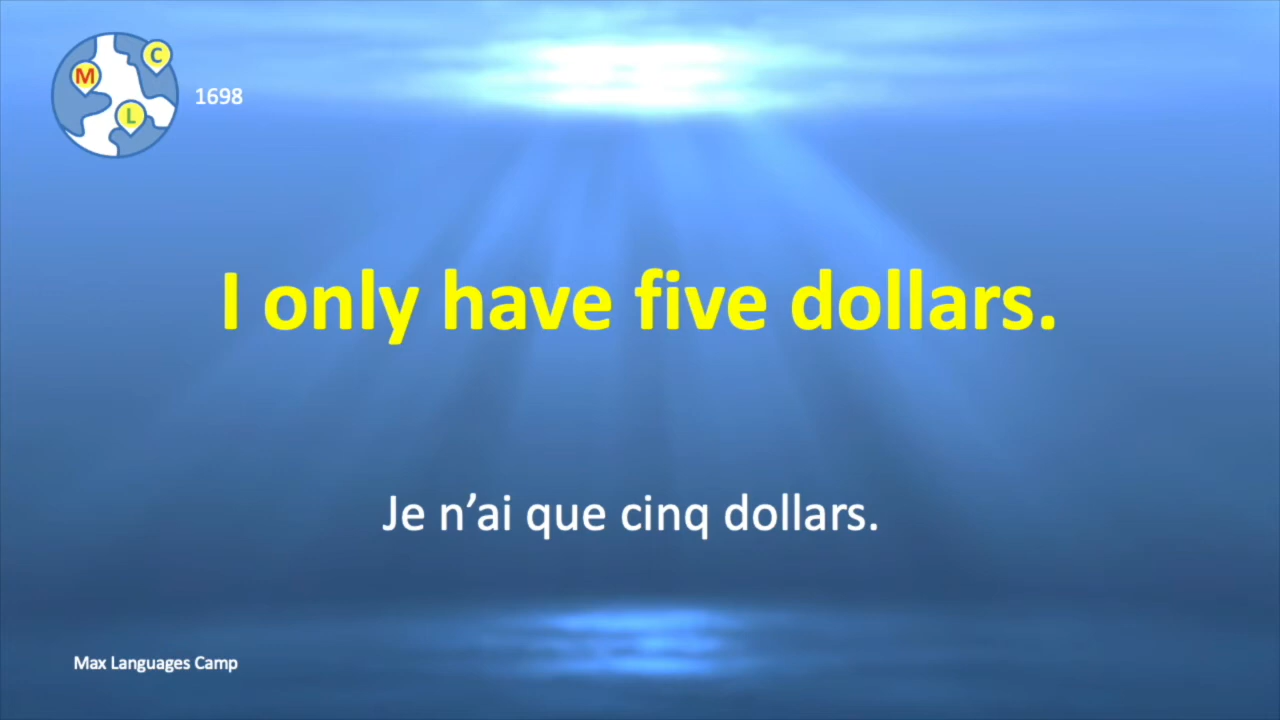 M
C
L
1698
I only have five dollars.
Je n’ai que cinq dollars.
Max Languages Camp